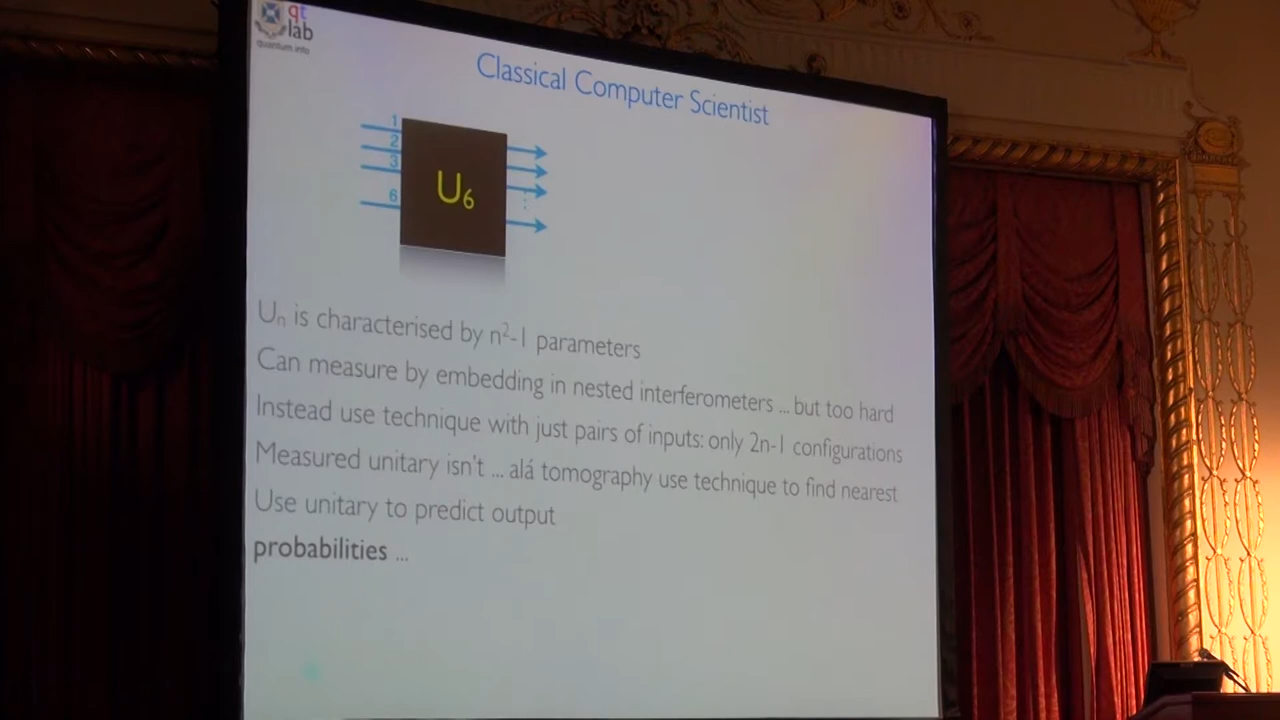 qt
lab
quantum.info
Classical Computer Scientist
1
2
3
6
U₆
⋮
Uₙ is characterised by n²-1 parameters
Can measure by embedding in nested interferometers ... but too hard
Instead use technique with just pairs of inputs: only 2n-1 configurations
Measured unitary isn't ... alá tomography use technique to find nearest
Use unitary to predict output
probabilities ...